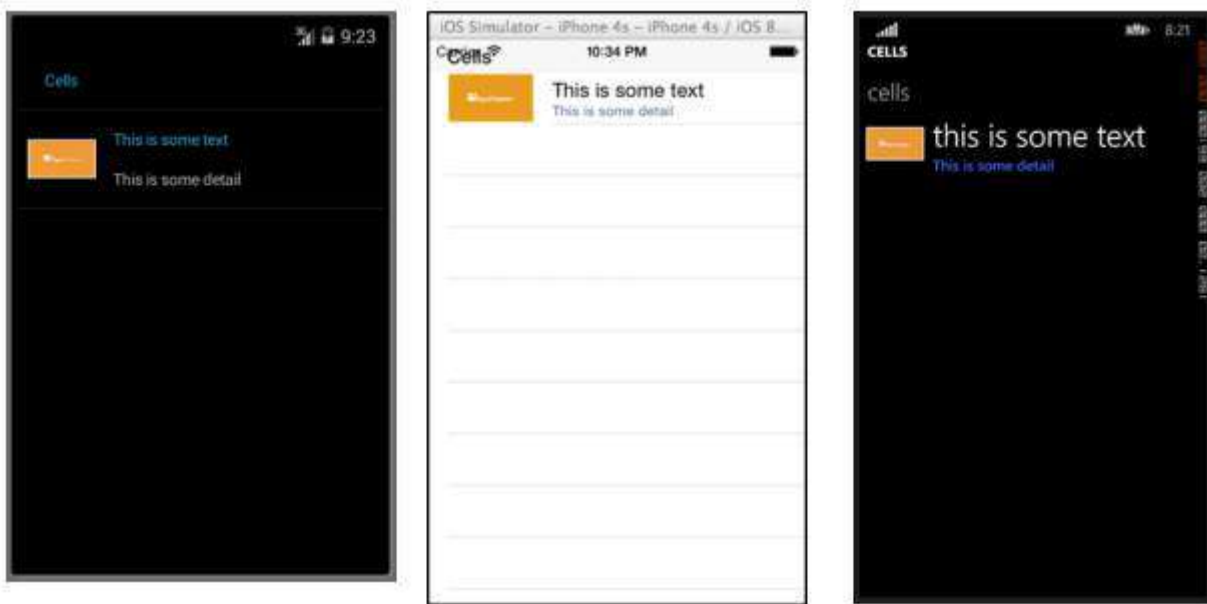 9:23
Cells
This is some text
This is some detail
iOS Simulator – iPhone 4s – iPhone 4s / iOS 8...
Cells
10:34 PM
This is some text
This is some detail
8:21
CELLS
cells
this is some text
This is some detail